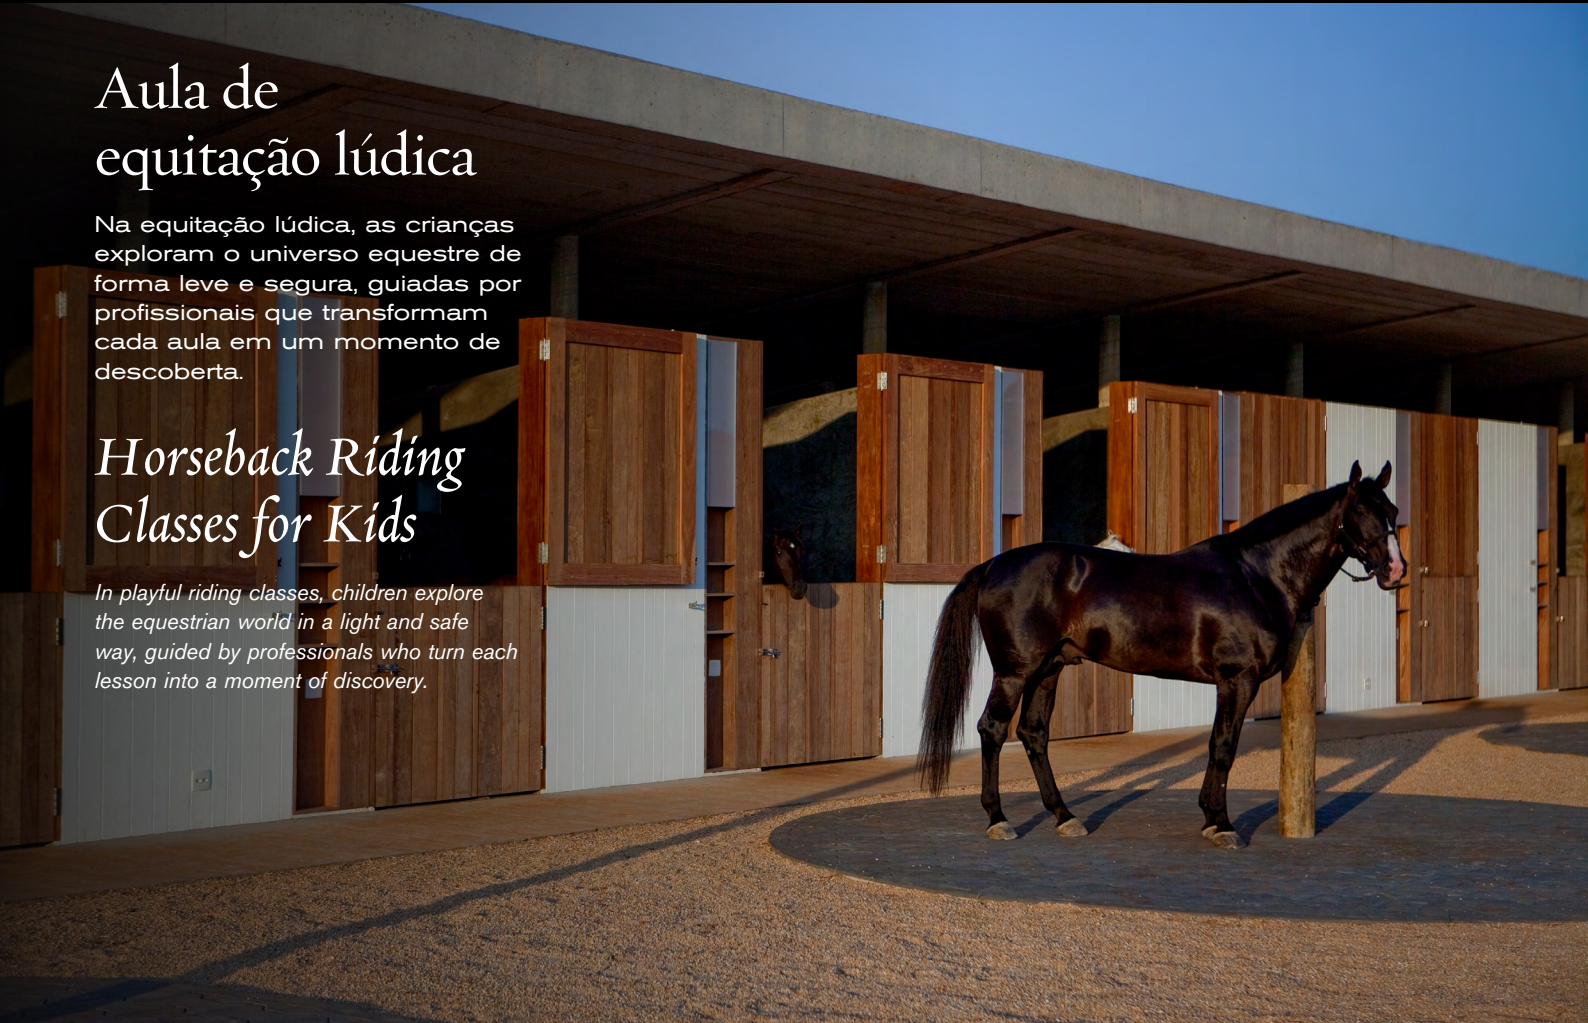 Aula de
equitação lúdica
Na equitação lúdica, as crianças
exploram o universo equestre de
forma leve e segura, guiadas por
profissionais que transformam
cada aula em um momento de
descoberta.
Horseback Riding
Classes for Kids
In playful riding classes, children explore
the equestrian world in a light and safe
way, guided by professionals who turn each
lesson into a moment of discovery.